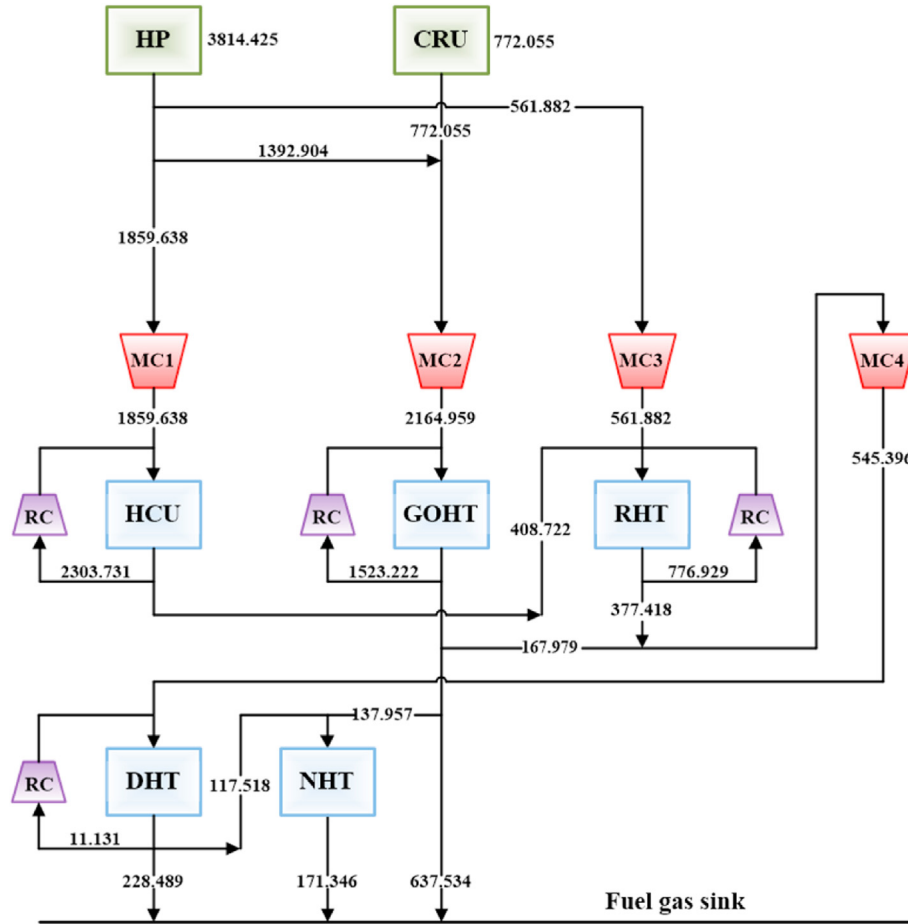 HP
3814.425
CRU
772.055
561.882
772.055
1392.904
1859.638
MC1
MC2
MC3
MC4
1859.638
2164.959
561.882
545.396
RC
HCU
RC
GOHT
408.722
RHT
RC
2303.731
1523.222
776.929
377.418
167.979
137.957
RC
DHT
117.518
NHT
11.131
228.489
171.346
637.534
Fuel gas sink